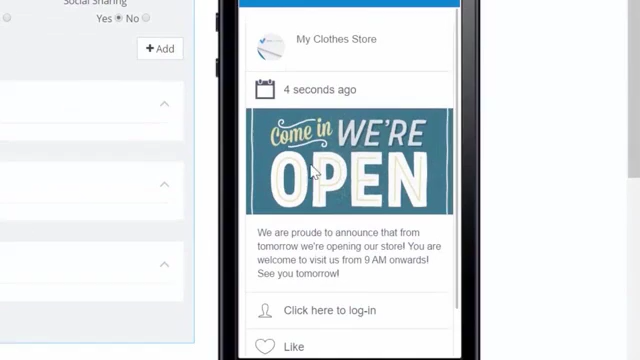 Social Sharing
Yes No
+ Add
My Clothes Store
4 seconds ago
Come in WE'RE
OPEN
We are proude to announce that from
tomorrow we're opening our store! You are
welcome to visit us from 9 AM onwards!
See you tomorrow!
Click here to log-in
Like